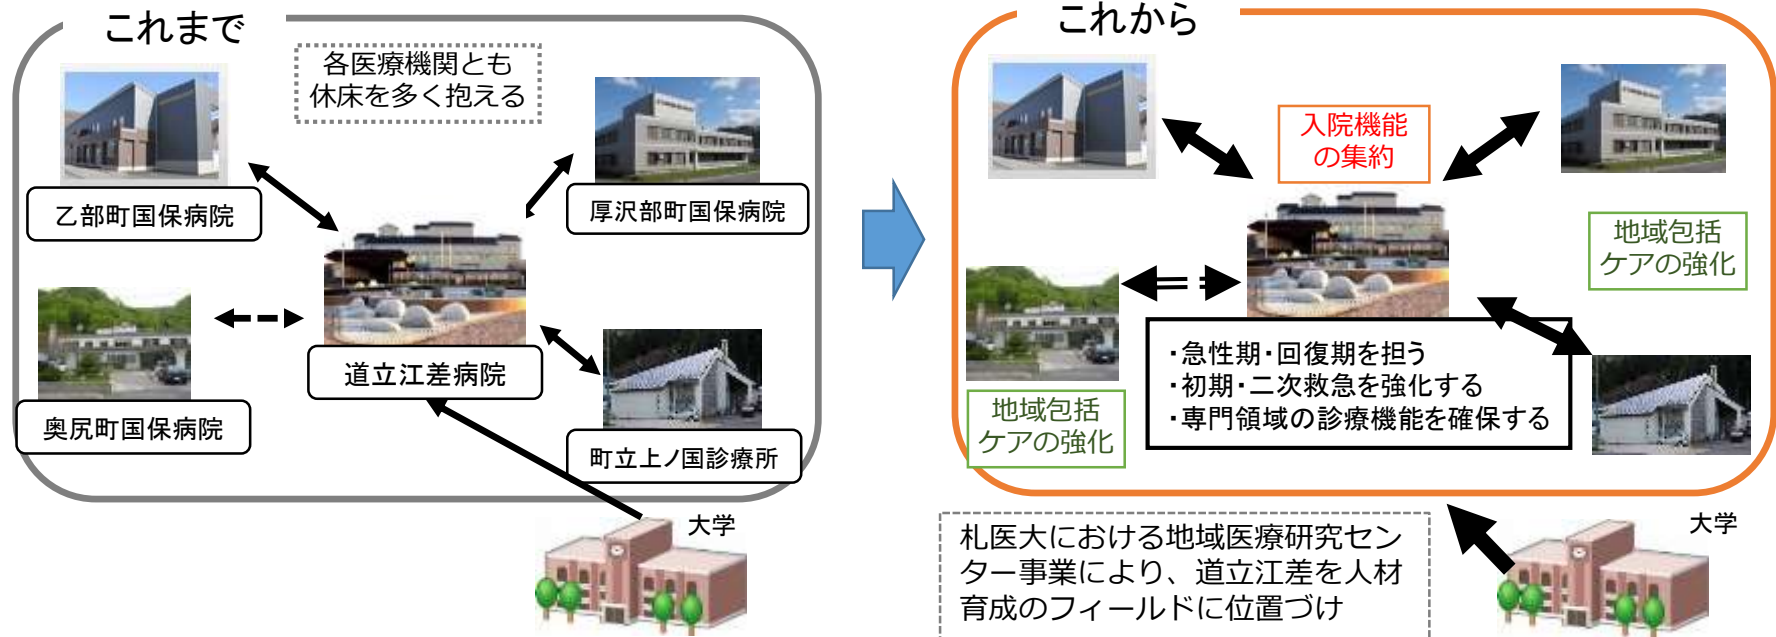 これまで
各医療機関とも
休床を多く抱える
乙部町国保病院
厚沢部町国保病院
道立江差病院
奥尻町国保病院
町立上ノ国診療所
大学
これから
入院機能
の集約
地域包括
ケアの強化
・急性期・回復期を担う
・初期・二次救急を強化する
・専門領域の診療機能を確保する
地域包括
ケアの強化
札医大における地域医療研究セン
ター事業により、道立江差を人材
育成のフィールドに位置づけ
大学